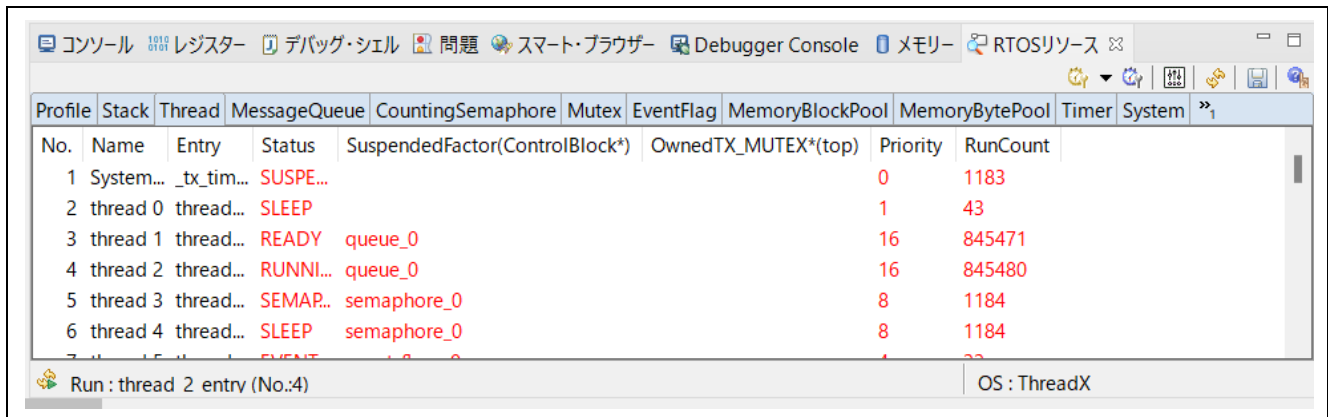 コンソール レジスター デバッグ・シェル 問題 スマート・ブラウザー Debugger Console メモリー RTOSリソース
Profile Stack Thread MessageQueue CountingSemaphore Mutex EventFlag MemoryBlockPool MemoryBytePool Timer System »1
No. Name Entry Status SuspendedFactor(ControlBlock*) OwnedTX_MUTEX*(top) Priority RunCount
1 System... _tx_tim... SUSPE... 0 1183
2 thread 0 thread... SLEEP 1 43
3 thread 1 thread... READY queue_0 16 845471
4 thread 2 thread... RUNNI... queue_0 16 845480
5 thread 3 thread... SEMAP... semaphore_0 8 1184
6 thread 4 thread... SLEEP semaphore_0 8 1184
Run : thread_2_entry (No.:4) OS : ThreadX